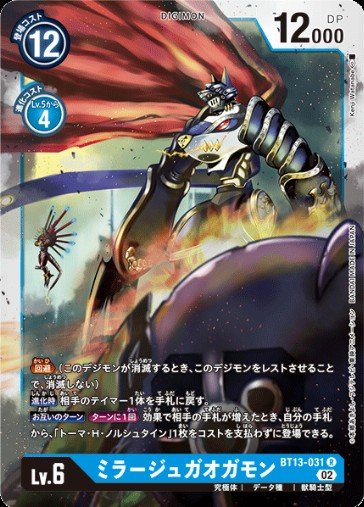 DIGIMON
登場コスト
12
12000
DP
進化コスト
Lv.5から
4
Kenji Watanabe
BANDAI MADE IN JAPAN
回避 (このデジモンが消滅するとき、このデジモンをレストさせること
で、消滅しない)
進化時 相手のテイマー1体を手札に戻す。
お互いのターン ターンに1回 効果で相手の手札が増えたとき、自分の手札
から、「トーマ・H・ノルシュタイン」1枚をコストを支払わずに登場できる。
Lv.6
ミラージュガオガモン
BT13-031 R
02
究極体 データ種 獣騎士型